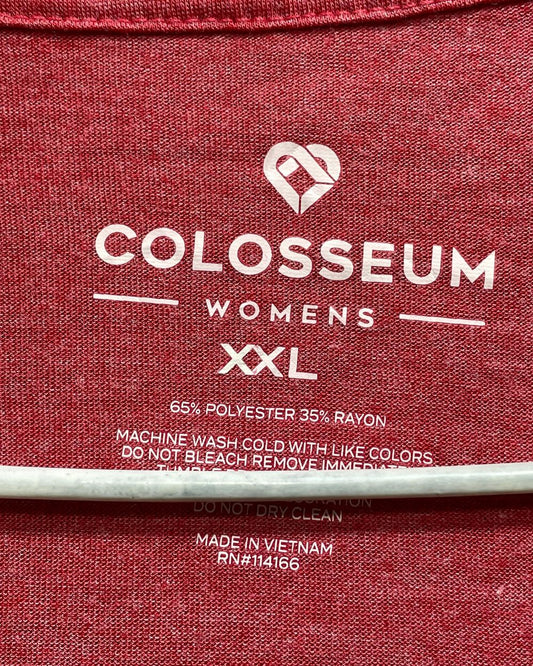 COLOSSEUM
WOMENS
XXL
65% POLYESTER 35% RAYON
MACHINE WASH COLD WITH LIKE COLORS
DO NOT BLEACH REMOVE
DO NOT DRY CLEAN
MADE IN VIETNAM
RN#114166